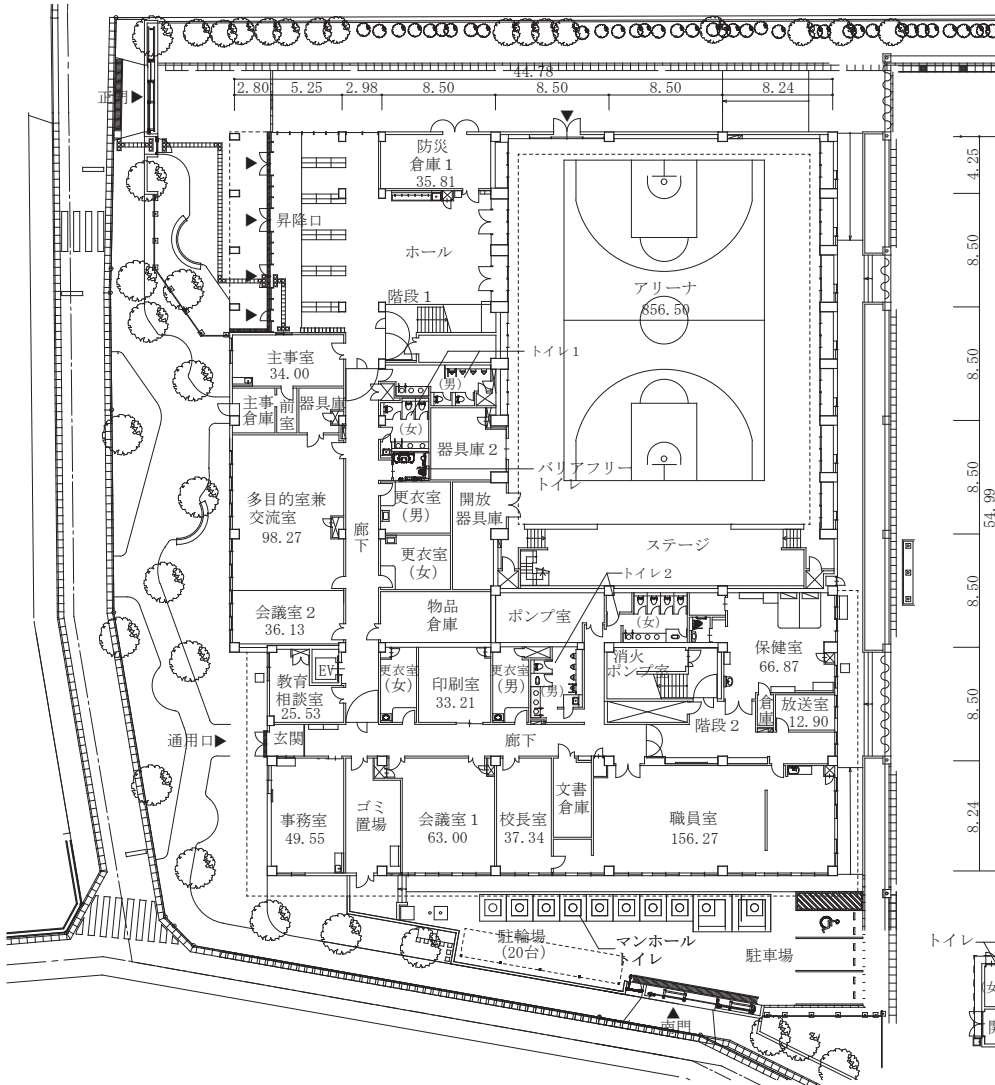 44.78
2.80 5.25 2.98 8.50 8.50 8.50 8.24
正門
防災
倉庫1
35.81
昇降口
ホール
階段1
アリーナ
856.50
主事室
34.00
トイレ1
(男)
主事
倉庫
前
室
器具庫
(女)
器具庫2
バリアフリー
トイレ
多目的室兼
交流室
98.27
廊
下
更衣室
(男)
開放
器具庫
更衣室
(女)
ステージ
トイレ2
会議室2
36.13
物品
倉庫
ポンプ室
(女)
保健室
66.87
消火
ポンプ室
EV
教育
相談室
25.53
更衣室
(女)
印刷室
33.21
更衣室
(男)
(男)
倉
庫
放送室
12.90
階段2
通用口
玄関
廊下
事務室
49.55
ゴミ
置場
会議室1
63.00
校長室
37.34
文書
倉庫
職員室
156.27
駐輪場
(20台)
マンホール
トイレ
駐車場
南門
4.25
8.50
8.50
8.50
8.50
8.50
8.24
54.99
トイレ